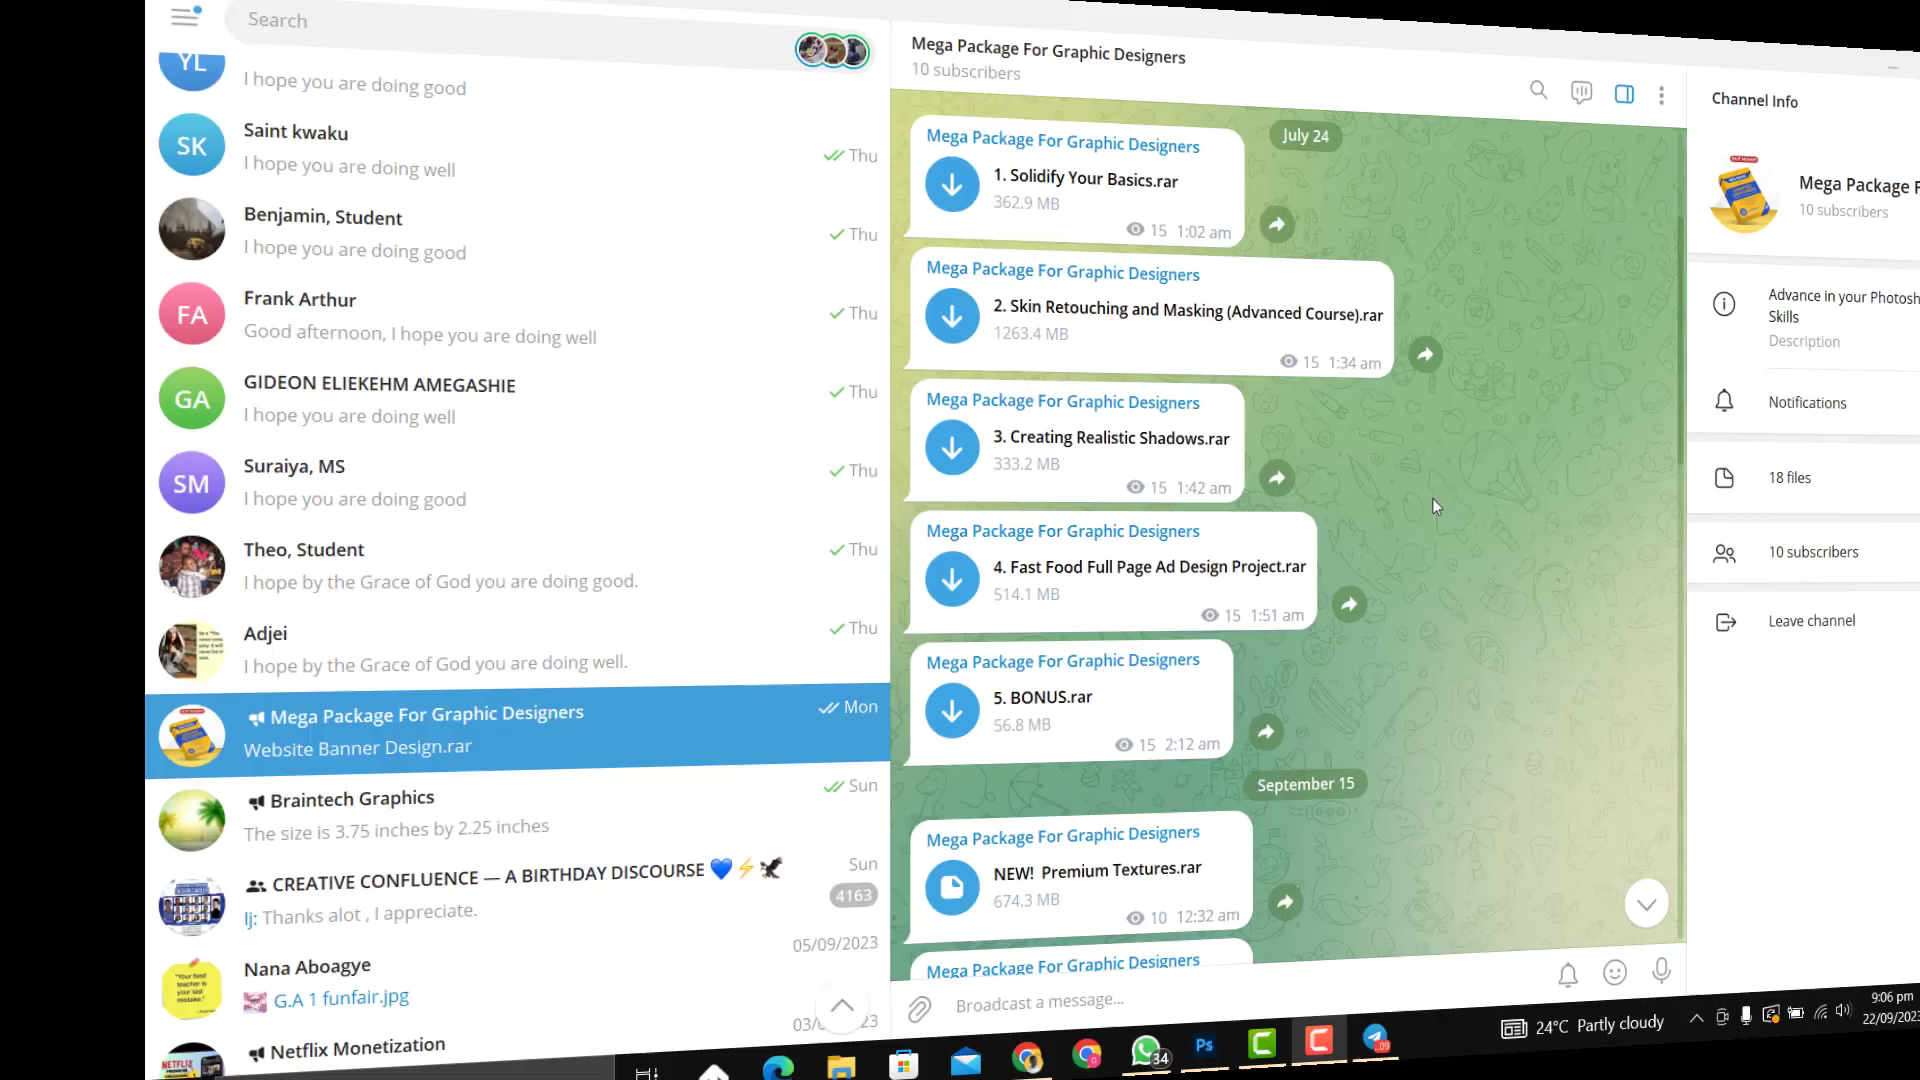 Search
YL
I hope you are doing good
SK
Saint kwaku
Thu
I hope you are doing well
Benjamin, Student
Thu
I hope you are doing good
FA
Frank Arthur
Thu
Good afternoon, I hope you are doing well
GA
GIDEON ELIEKEHM AMEGASHIE
Thu
I hope you are doing well
SM
Suraiya, MS
Thu
I hope you are doing good
Theo, Student
Thu
I hope by the Grace of God you are doing good.
Adjei
Thu
I hope by the Grace of God you are doing well.
Mega Package For Graphic Designers
Mon
Website Banner Design.rar
Braintech Graphics
Sun
The size is 3.75 inches by 2.25 inches
CREATIVE CONFLUENCE — A BIRTHDAY DISCOURSE 💙⚡
Sun
Ij: Thanks alot , I appreciate.
4163
Nana Aboagye
05/09/2023
G.A 1 funfair.jpg
"Your best
teacher is
your last
mistake."
Netflix Monetization
NETFLIX
Mega Package For Graphic Designers
10 subscribers
July 24
Mega Package For Graphic Designers
1. Solidify Your Basics.rar
362.9 MB
15 1:02 am
Mega Package For Graphic Designers
2. Skin Retouching and Masking (Advanced Course).rar
1263.4 MB
15 1:34 am
Mega Package For Graphic Designers
3. Creating Realistic Shadows.rar
333.2 MB
15 1:42 am
Mega Package For Graphic Designers
4. Fast Food Full Page Ad Design Project.rar
514.1 MB
15 1:51 am
Mega Package For Graphic Designers
5. BONUS.rar
56.8 MB
15 2:12 am
September 15
Mega Package For Graphic Designers
NEW! Premium Textures.rar
674.3 MB
10 12:32 am
Mega Package For Graphic Designers
Broadcast a message...
Channel Info
Mega Package F
10 subscribers
Advance in your Photosh
Skills
Description
Notifications
18 files
10 subscribers
Leave channel
34
Ps
24°C Partly cloudy
9:06 pm
22/09/2023